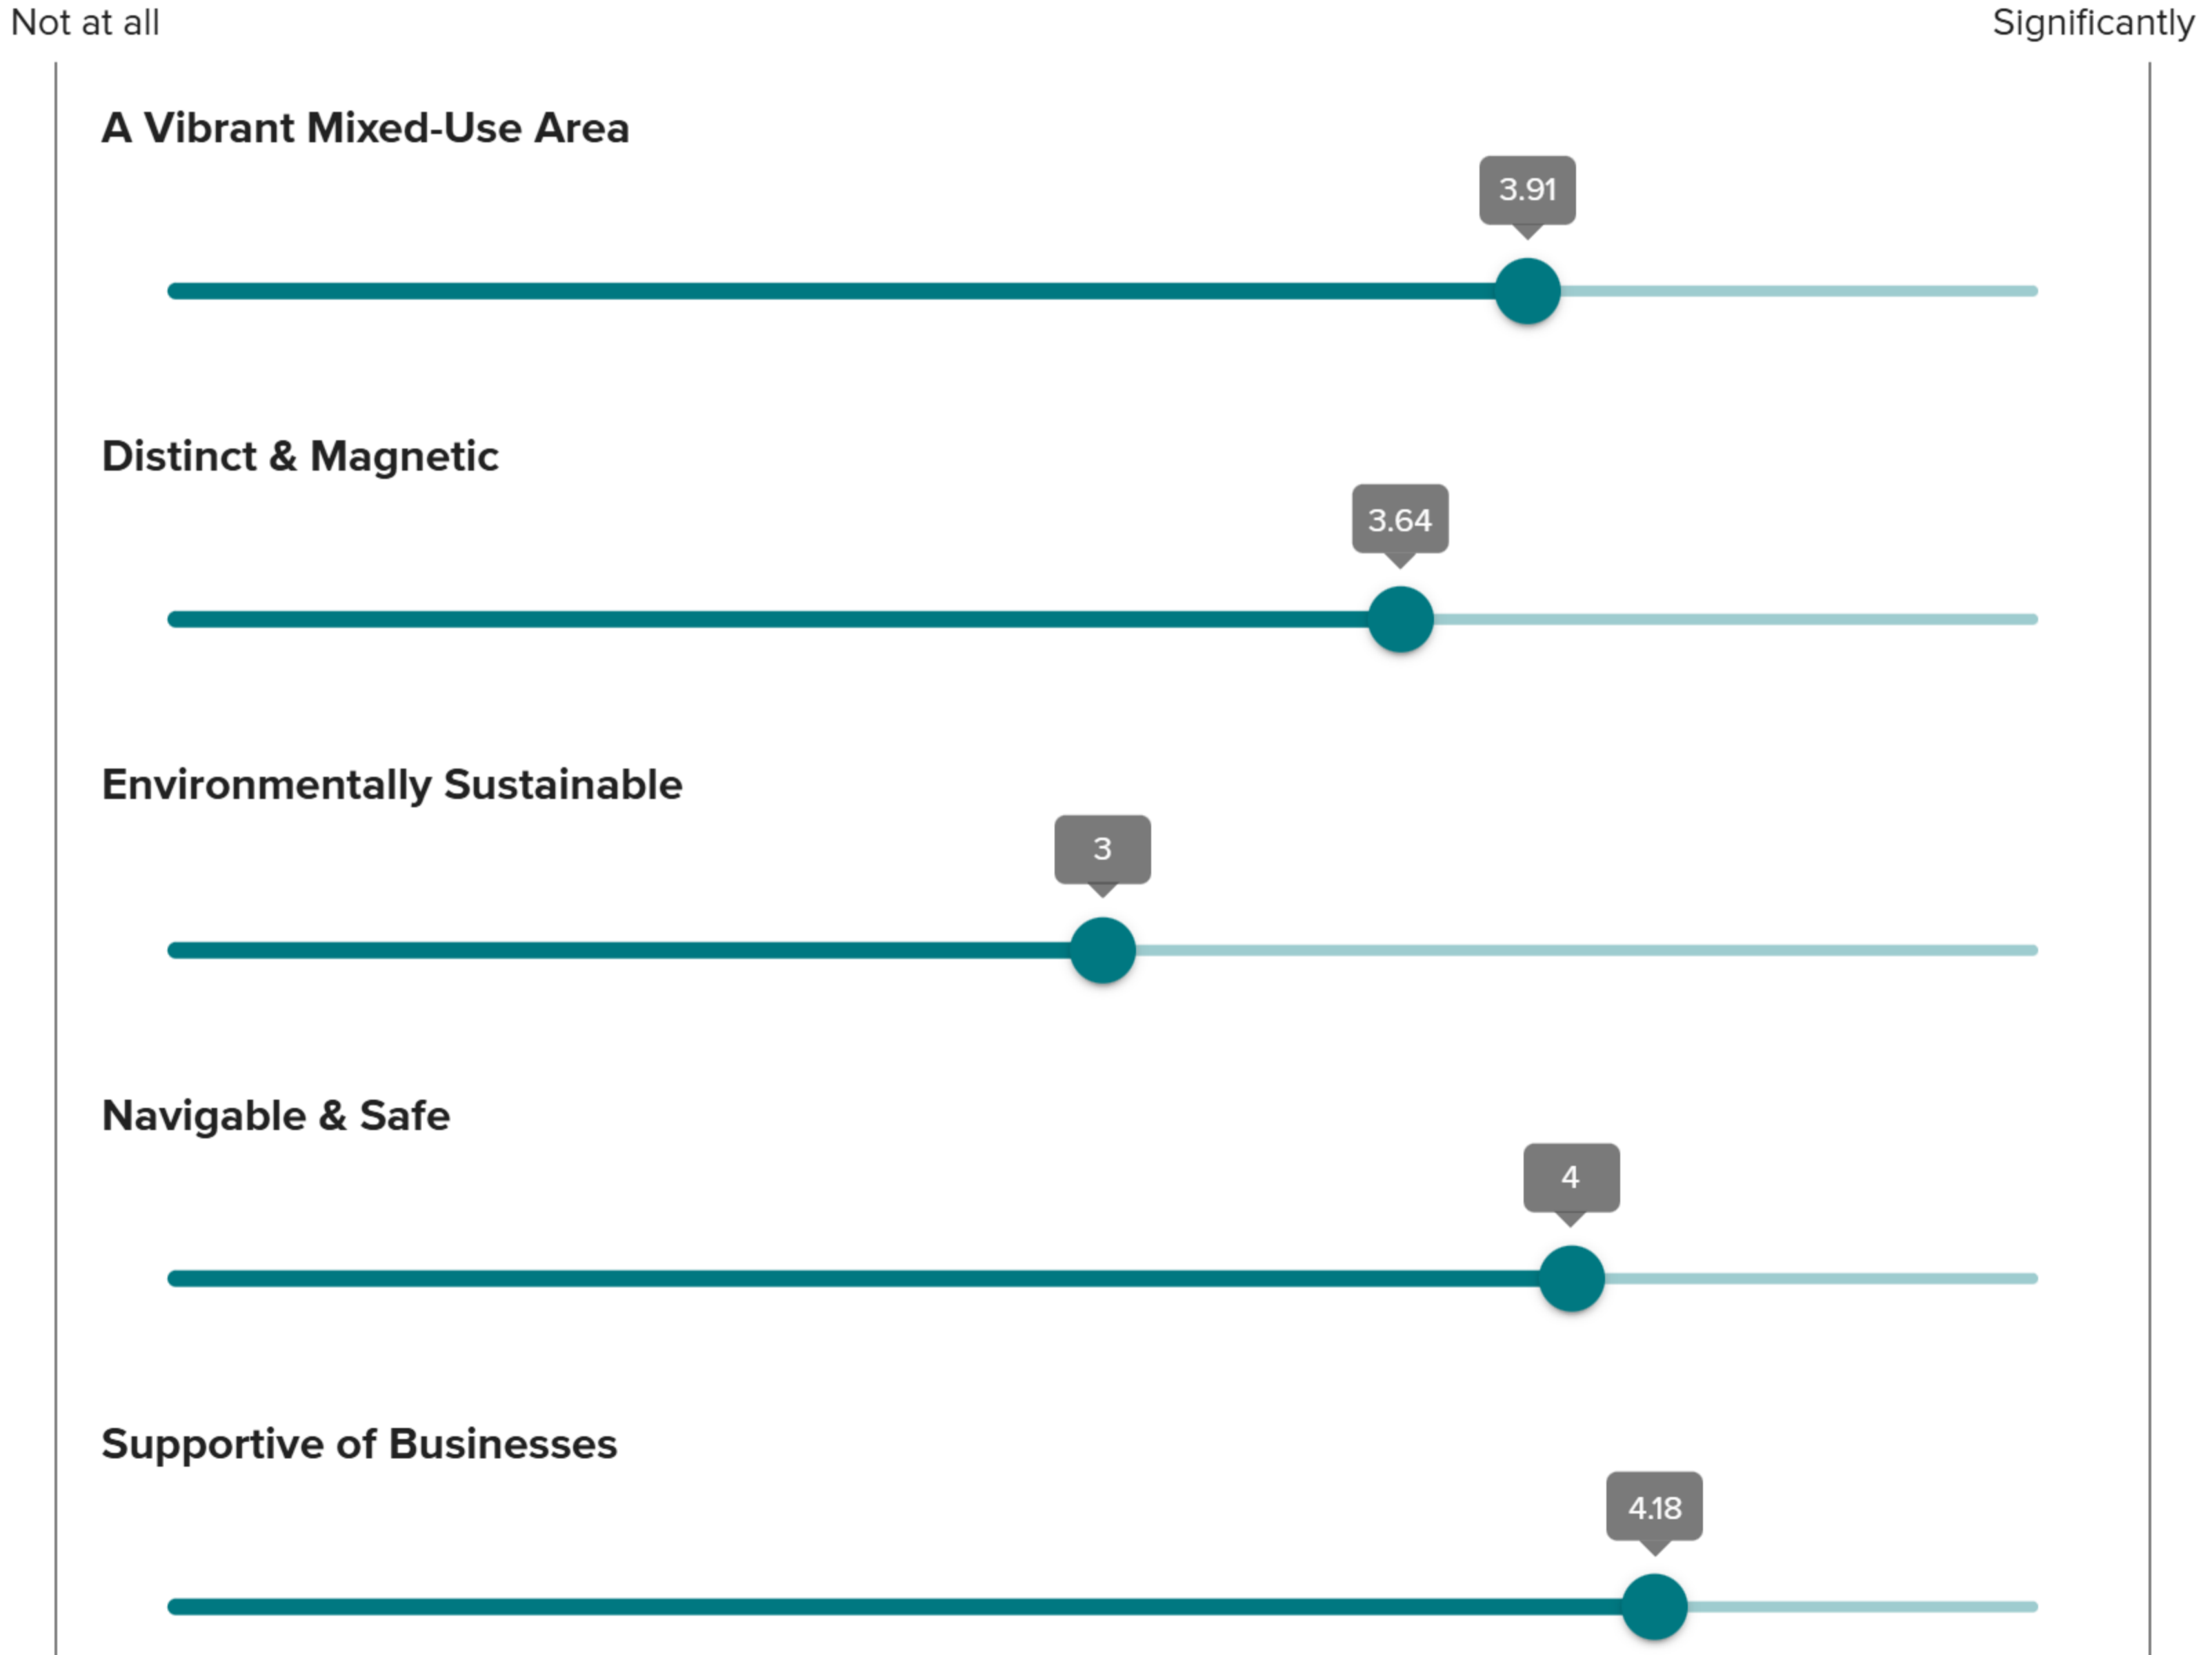 Not at all
Significantly
A Vibrant Mixed-Use Area
3.91
Distinct & Magnetic
3.64
Environmentally Sustainable
3
Navigable & Safe
4
Supportive of Businesses
4.18